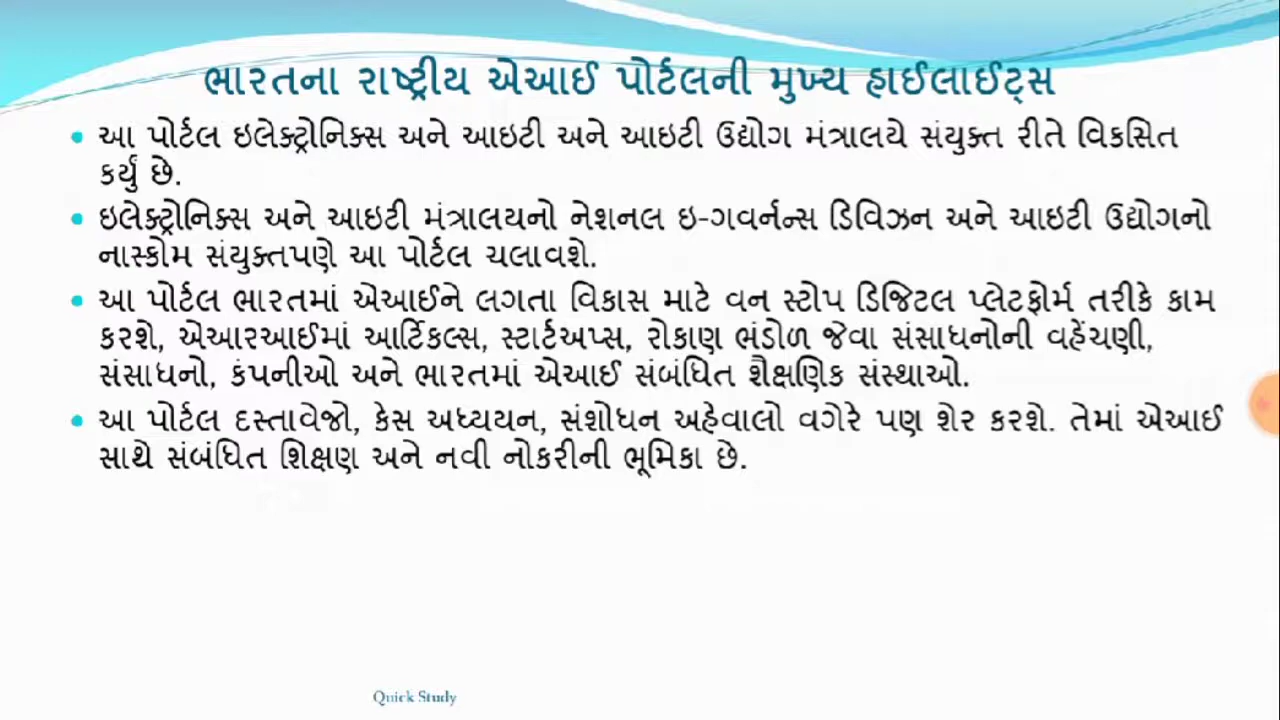 ભારતના રાષ્ટ્રીય એઆઈ પોર્ટલની મુખ્ય હાઈલાઈટ્સ
આ પોર્ટલ ઇલેક્ટ્રોનિક્સ અને આઇટી અને આઇટી ઉદ્યોગ મંત્રાલયે સંયુક્ત રીતે વિકસિત
કર્યું છે.
ઇલેક્ટ્રોનિક્સ અને આઇટી મંત્રાલયનો નેશનલ ઇ-ગવર્નન્સ ડિવિઝન અને આઇટી ઉદ્યોગનો
નાસ્કોમ સંયુક્તપણે આ પોર્ટલ ચલાવશે.
આ પોર્ટલ ભારતમાં એઆઈને લગતા વિકાસ માટે વન સ્ટોપ ડિજિટલ પ્લેટફોર્મ તરીકે કામ
કરશે, એઆરઆઈમાં આર્ટિકલ્સ, સ્ટાર્ટઅપ્સ, રોકાણ ભંડોળ જેવા સંસાધનોની વહેંચણી,
સંસાધનો, કંપનીઓ અને ભારતમાં એઆઈ સંબંધિત શૈક્ષણિક સંસ્થાઓ.
આ પોર્ટલ દસ્તાવેજો, કેસ અધ્યયન, સંશોધન અહેવાલો વગેરે પણ શેર કરશે. તેમાં એઆઈ
સાથે સંબંધિત શિક્ષણ અને નવી નોકરીની ભૂમિકા છે.
Quick Study